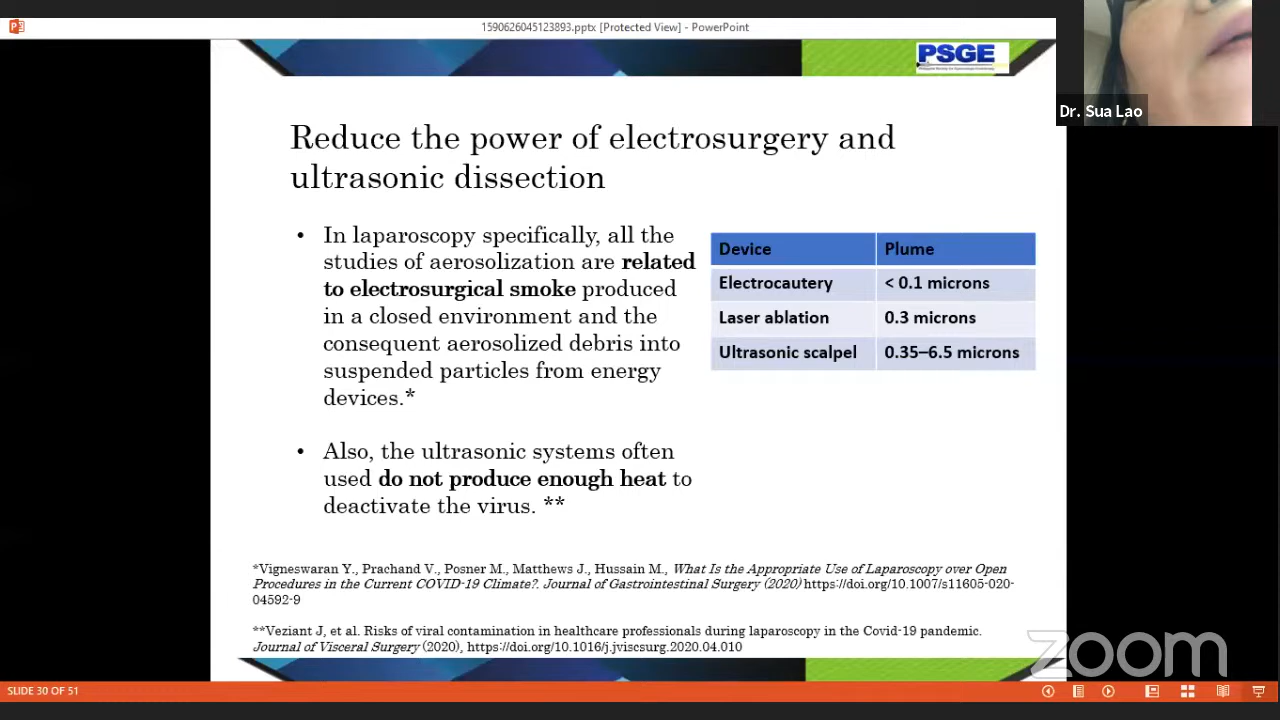 1590626045123893.pptx [Protected View] - PowerPoint
PSGE
Dr. Sua Lao
Reduce the power of electrosurgery and
ultrasonic dissection
• In laparoscopy specifically, all the
studies of aerosolization are related
to electrosurgical smoke produced
in a closed environment and the
consequent aerosolized debris into
suspended particles from energy
devices.*
• Also, the ultrasonic systems often
used do not produce enough heat to
deactivate the virus. **
Device Plume
Electrocautery < 0.1 microns
Laser ablation 0.3 microns
Ultrasonic scalpel 0.35–6.5 microns
*Vigneswaran Y., Prachand V., Posner M., Matthews J., Hussain M., What Is the Appropriate Use of Laparoscopy over Open
Procedures in the Current COVID-19 Climate?. Journal of Gastrointestinal Surgery (2020) https://doi.org/10.1007/s11605-020-
04592-9
**Veziant J, et al. Risks of viral contamination in healthcare professionals during laparoscopy in the Covid-19 pandemic.
Journal of Visceral Surgery (2020), https://doi.org/10.1016/j.jviscsurg.2020.04.010
zoom
SLIDE 30 OF 51